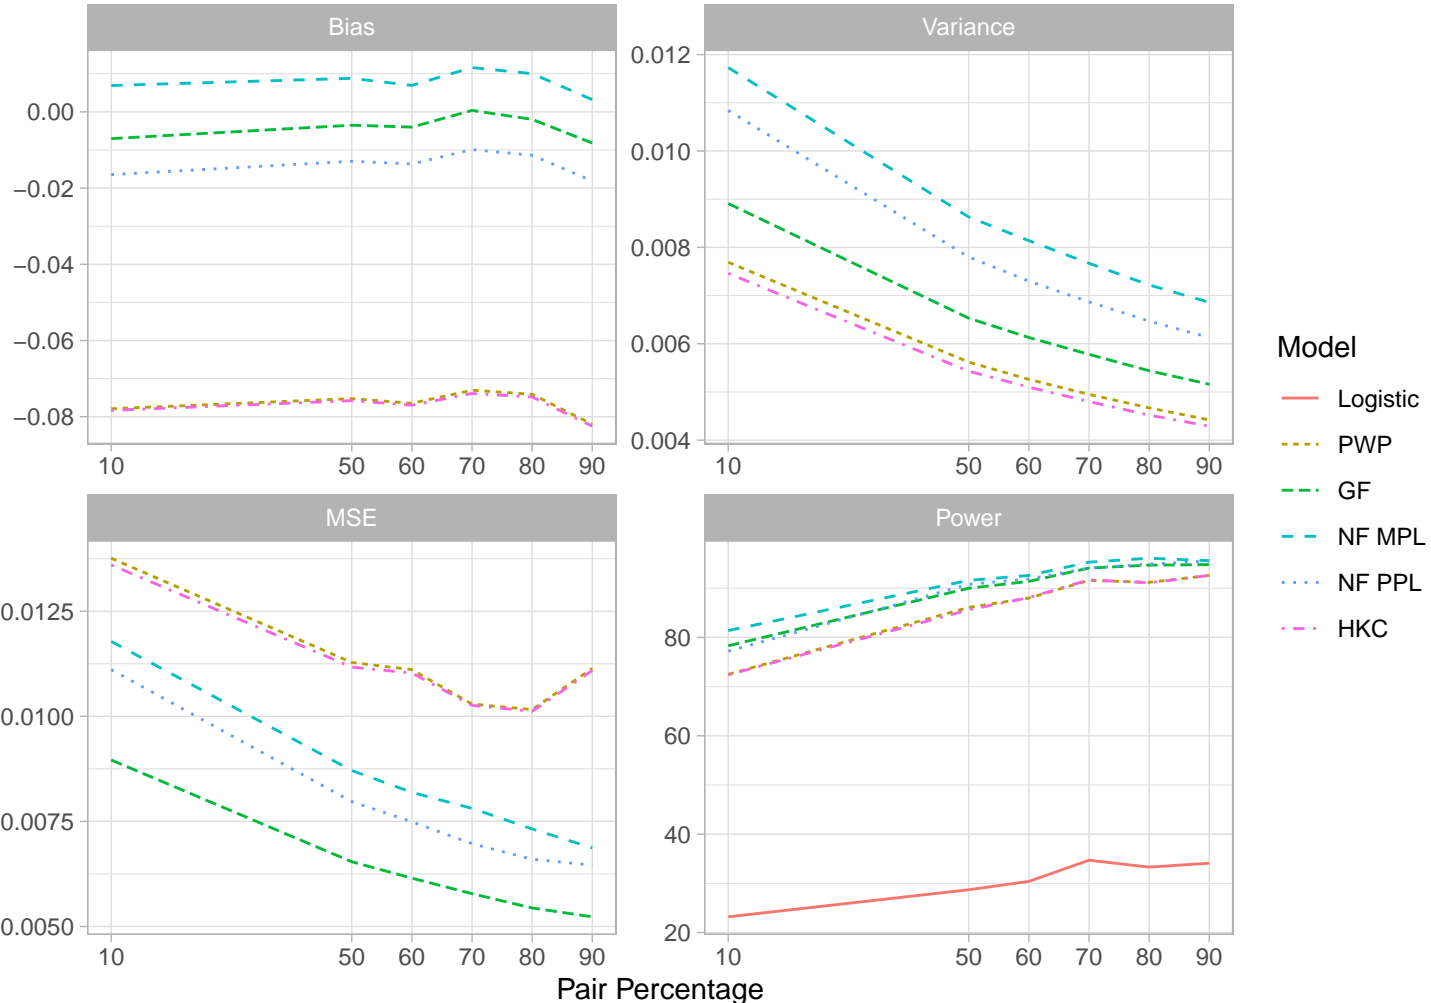 Bias
0.00
−0.02
−0.04
−0.06
−0.08
10 50 60 70 80 90
Variance
0.012
0.010
0.008
0.006
0.004
10 50 60 70 80 90
MSE
0.0125
0.0100
0.0075
0.0050
10 50 60 70 80 90
Power
80
60
40
20
10 50 60 70 80 90
Pair Percentage
Model
Logistic
PWP
GF
NF MPL
NF PPL
HKC